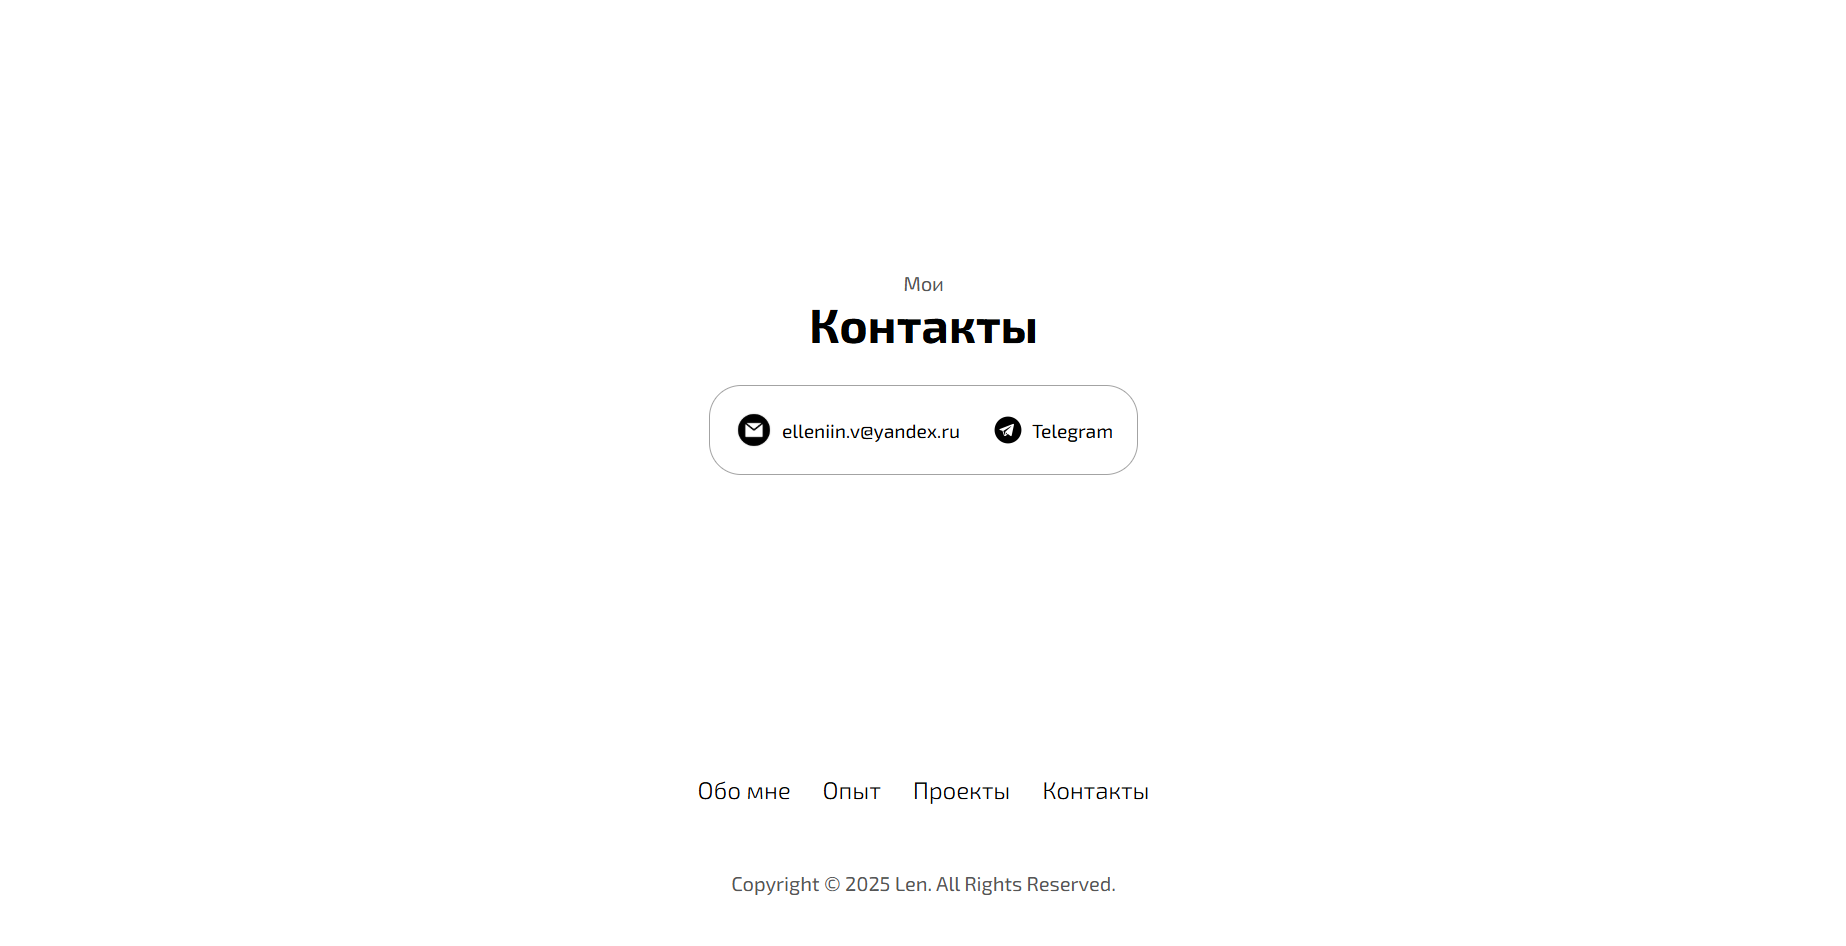 Мои
Контакты
elleniin.v@yandex.ru Telegram
Обо мне Опыт Проекты Контакты
Copyright © 2025 Len. All Rights Reserved.